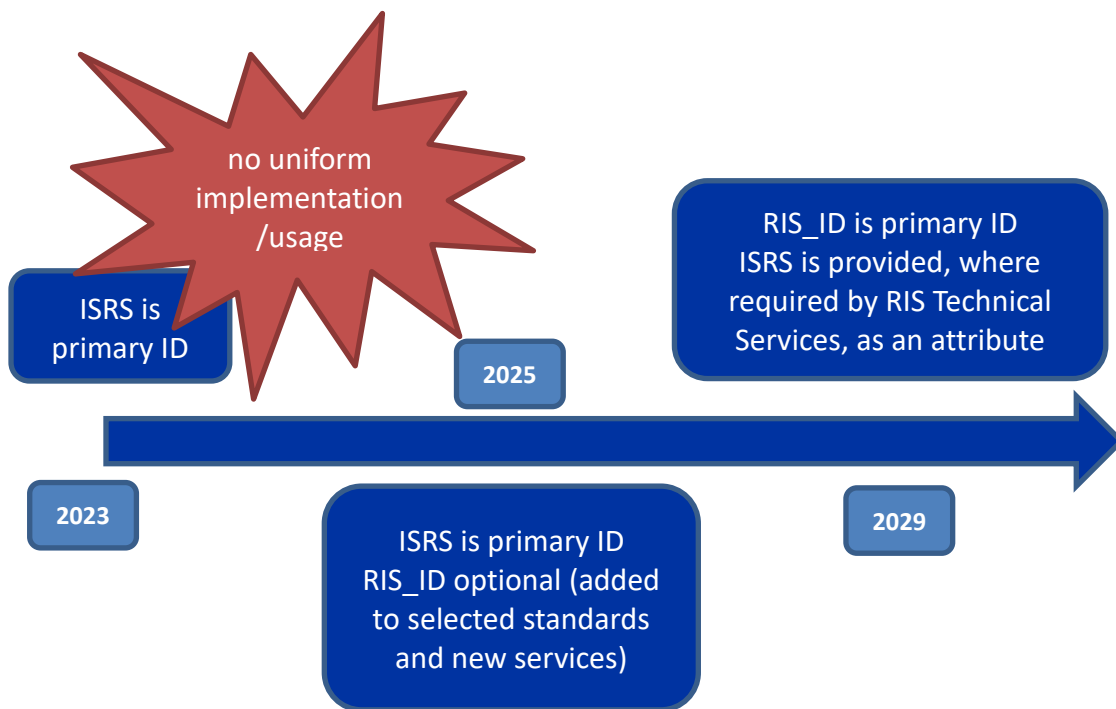 no uniform
implementation
/usage
ISRS is
primary ID
RIS_ID is primary ID
ISRS is provided, where
required by RIS Technical
Services, as an attribute
2025
2023
ISRS is primary ID
RIS_ID optional (added
to selected standards
and new services)
2029